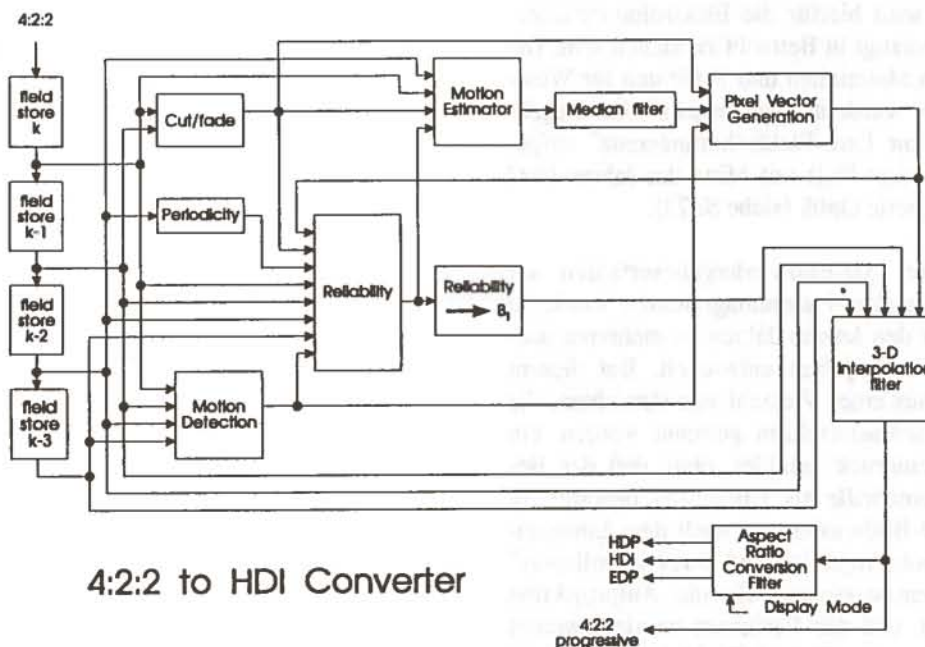 4:2:2
field
store
k
field
store
k-1
field
store
k-2
field
store
k-3
Cut/fade
Periodicity
Motion
Detection
Reliability
Motion
Estimator
Median filter
Pixel Vector
Generation
Reliability
3-D
Interpolation
filter
HDP
HDI
EDP
Aspect
Ratio
Conversion
Filter
Display Mode
4:2:2
progressive
4:2:2 to HDI Converter